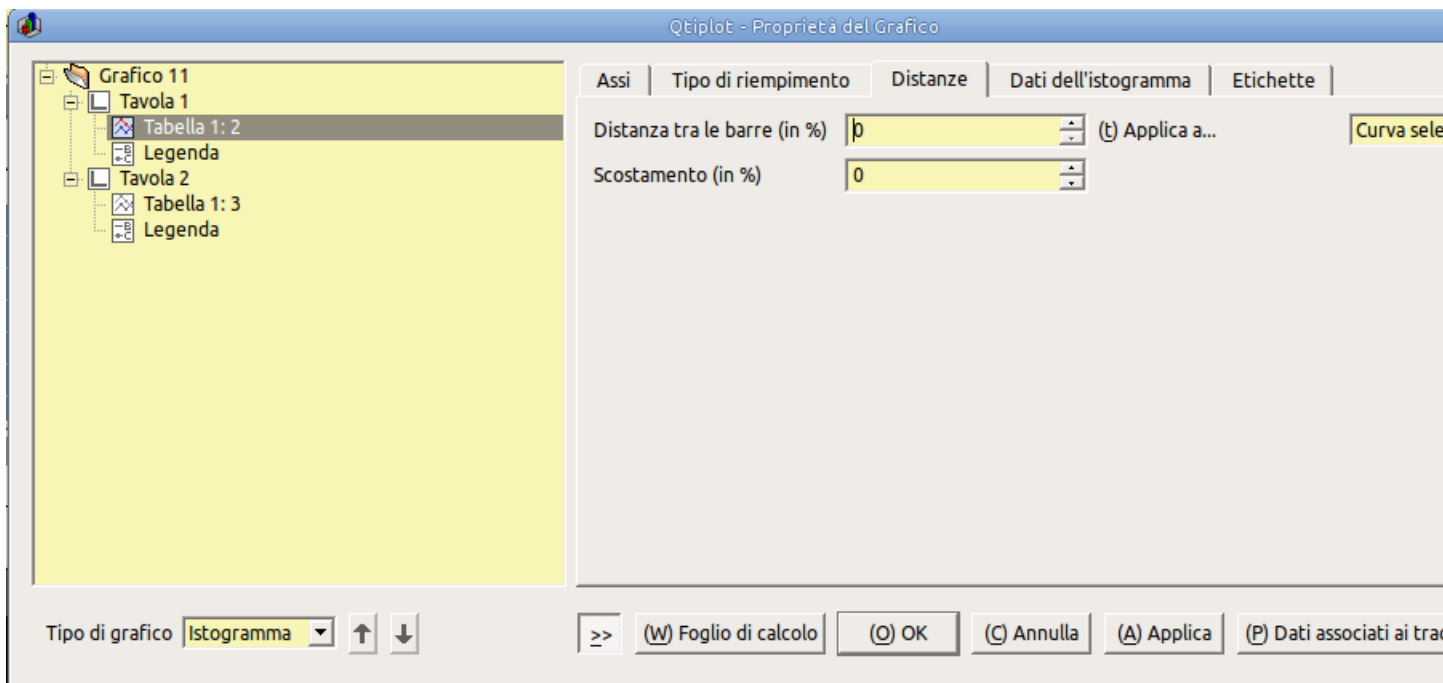 Qtiplot - Proprietà del Grafico
Grafico 11
Tavola 1
Tabella 1: 2
Legenda
Tavola 2
Tabella 1: 3
Legenda
Assi Tipo di riempimento Distanze Dati dell'istogramma Etichette
Distanza tra le barre (in %) 0 (t) Applica a... Curva sele
Scostamento (in %) 0
Tipo di grafico Istogramma >> (W) Foglio di calcolo (O) OK (C) Annulla (A) Applica (P) Dati associati ai trac